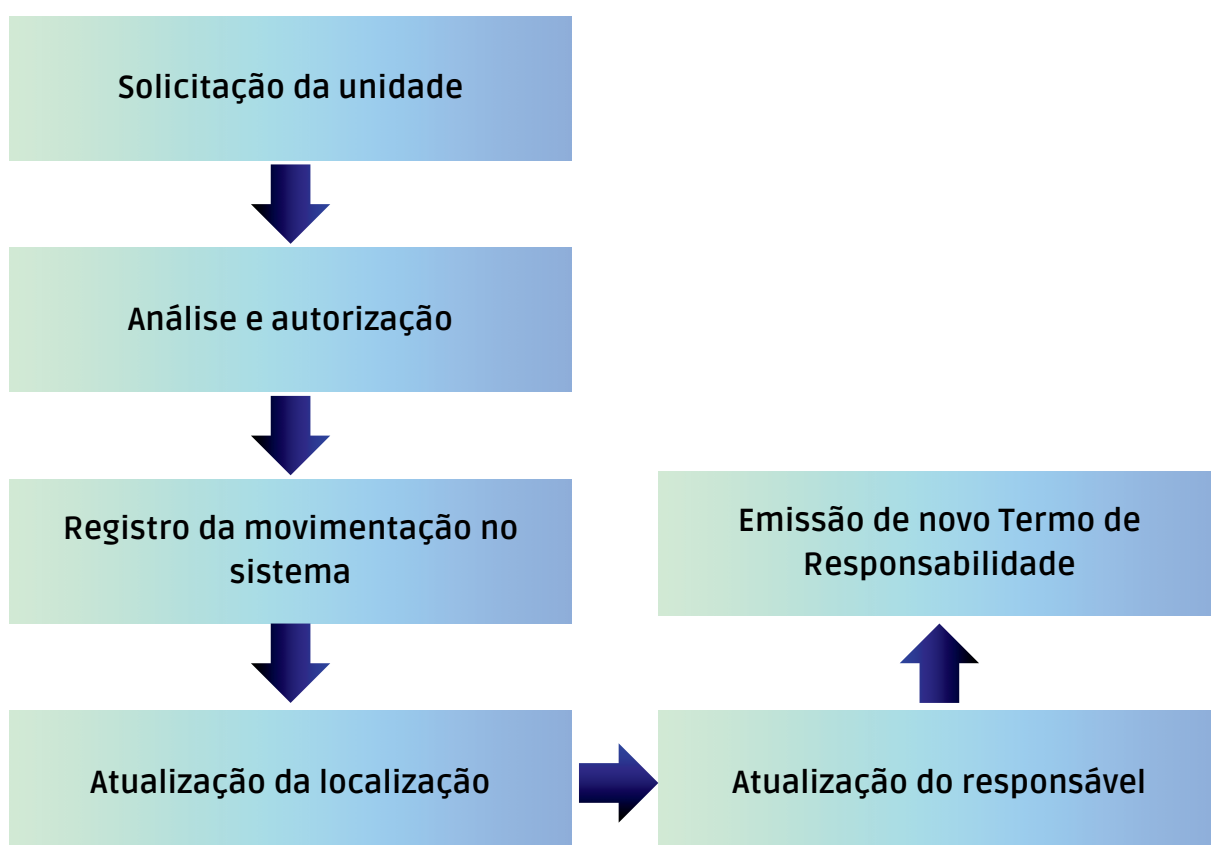 Solicitação da unidade
Análise e autorização
Registro da movimentação no
sistema
Atualização da localização
Atualização do responsável
Emissão de novo Termo de
Responsabilidade